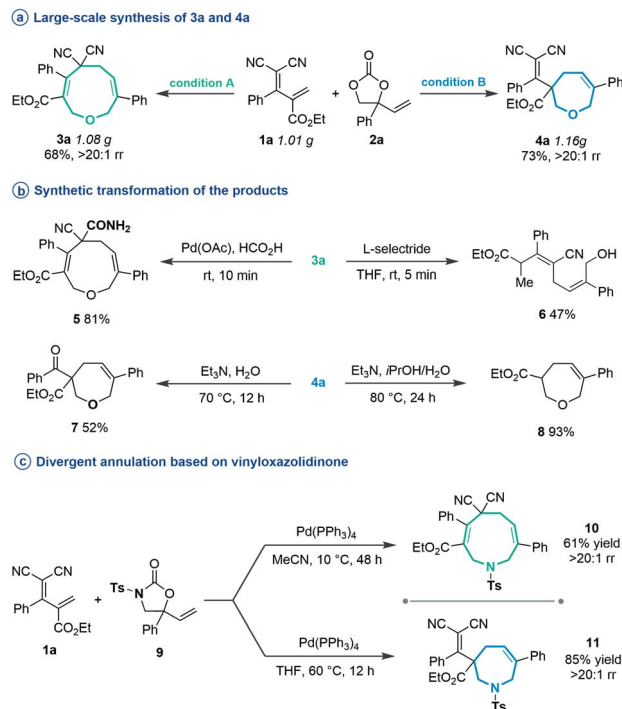 a Large-scale synthesis of 3a and 4a
NC CN
Ph
EtO₂C
Ph
O
3a 1.08 g
68%, >20:1 rr
condition A
NC CN
Ph
CO₂Et
1a 1.01 g
+
O
O O
Ph
2a
condition B
NC CN
Ph
Ph
EtO₂C
O
4a 1.16g
73%, >20:1 rr
b Synthetic transformation of the products
NC CONH₂
Ph
EtO₂C
Ph
O
5 81%
Pd(OAc), HCO₂H
rt, 10 min
3a
L-selectride
THF, rt, 5 min
Ph
EtO₂C
CN OH
Me
Ph
6 47%
O
Ph
Ph
EtO₂C
O
7 52%
Et₃N, H₂O
70 °C, 12 h
4a
Et₃N, iPrOH/H₂O
80 °C, 24 h
EtO₂C
Ph
O
8 93%
c Divergent annulation based on vinyloxazolidinone
NC CN
Ph
CO₂Et
1a
+
O
Ts N O
Ph
9
Pd(PPh₃)₄
MeCN, 10 °C, 48 h
NC CN
Ph
EtO₂C
Ph
N
Ts
10
61% yield
>20:1 rr
Pd(PPh₃)₄
THF, 60 °C, 12 h
NC CN
Ph
Ph
EtO₂C
N
Ts
11
85% yield
>20:1 rr